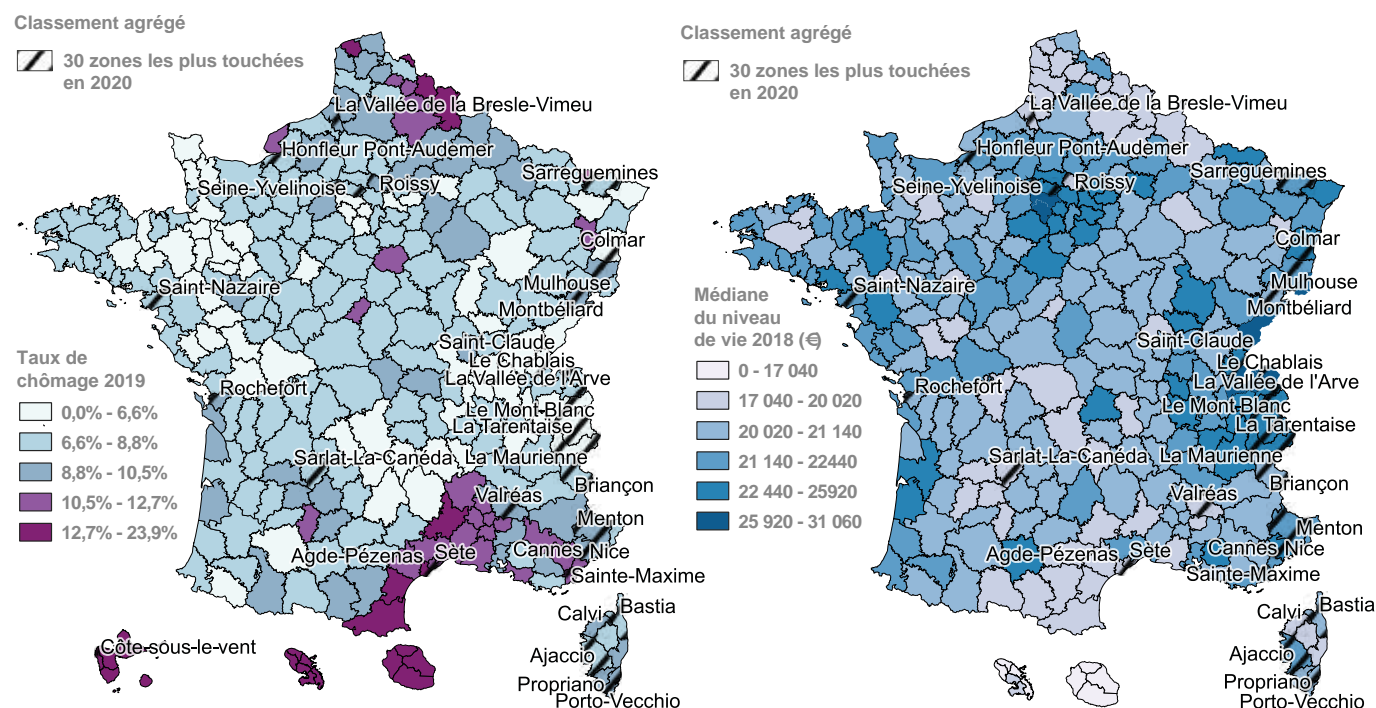 Classement agrégé
30 zones les plus touchées
en 2020
La Vallée de la Bresle-Vimeu
Honfleur Pont-Audemer
Seine-Yvelinoise
Roissy
Sarreguemines
Colmar
Mulhouse
Montbéliard
Saint-Nazaire
Saint-Claude
Le Chablais
La Vallée de l'Arve
Taux de
chômage 2019
0,0% - 6,6%
6,6% - 8,8%
8,8% - 10,5%
10,5% - 12,7%
12,7% - 23,9%
Rochefort
Le Mont-Blanc
La Tarentaise
Sarlat-La-Canéda
La Maurienne
Briançon
Valréas
Menton
Agde-Pézenas
Sète
Cannes
Nice
Sainte-Maxime
Calvi
Bastia
Ajaccio
Propriano
Porto-Vecchio
Côte-sous-le-vent
Classement agrégé
30 zones les plus touchées
en 2020
La Vallée de la Bresle-Vimeu
Honfleur Pont-Audemer
Seine-Yvelinoise
Roissy
Sarreguemines
Colmar
Mulhouse
Montbéliard
Saint-Nazaire
Médiane
du niveau
de vie 2018 (€)
0 - 17 040
17 040 - 20 020
20 020 - 21 140
21 140 - 22440
22 440 - 25920
25 920 - 31 060
Saint-Claude
Le Chablais
La Vallée de l'Arve
Rochefort
Le Mont-Blanc
La Tarentaise
Sarlat-La-Canéda
La Maurienne
Briançon
Valréas
Menton
Agde-Pézenas
Sète
Cannes
Nice
Sainte-Maxime
Calvi
Bastia
Ajaccio
Propriano
Porto-Vecchio